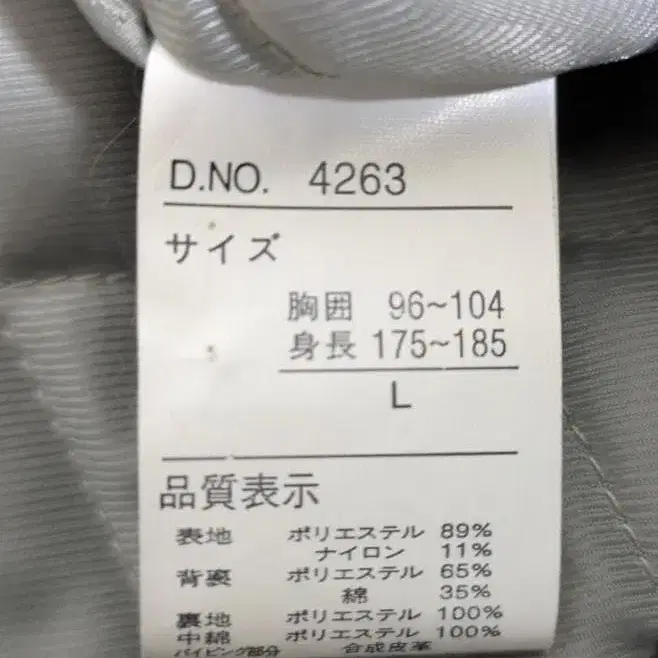 D.NO. 4263
サイズ
胸囲 96~104
身長 175~185
L
品質表示
表地 ポリエステル 89%
ナイロン 11%
背裏 ポリエステル 65%
綿 35%
裏地 ポリエステル 100%
中綿 ポリエステル 100%
パイピング部分 合成皮革